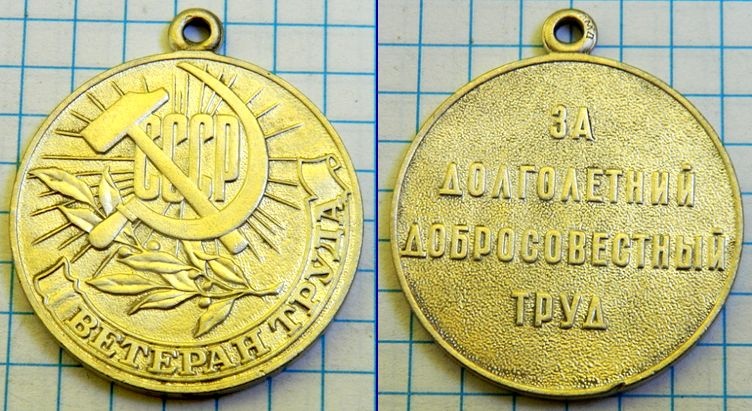 СССР
ВЕТЕРАН ТРУДА
ЗА
ДОЛГОЛЕТНИЙ
ДОБРОСОВЕСТНЫЙ
ТРУД